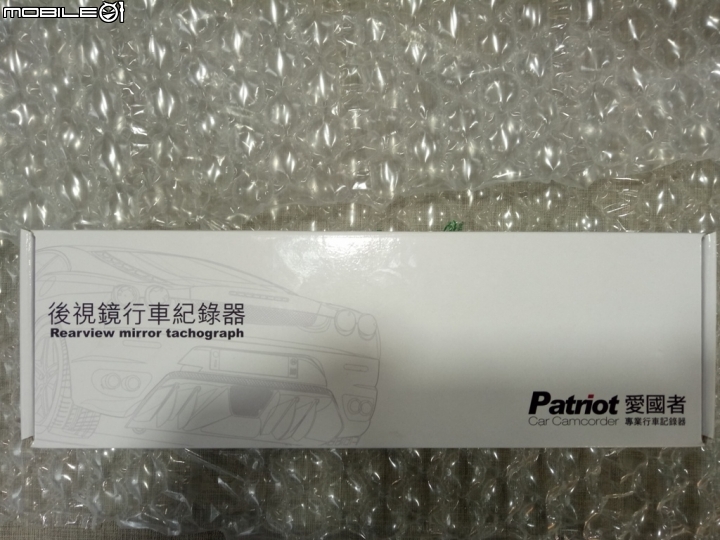 MOBILE01
後視鏡行車紀錄器
Rearview mirror tachograph
Patriot 愛國者
Car Camcorder 專業行車記錄器